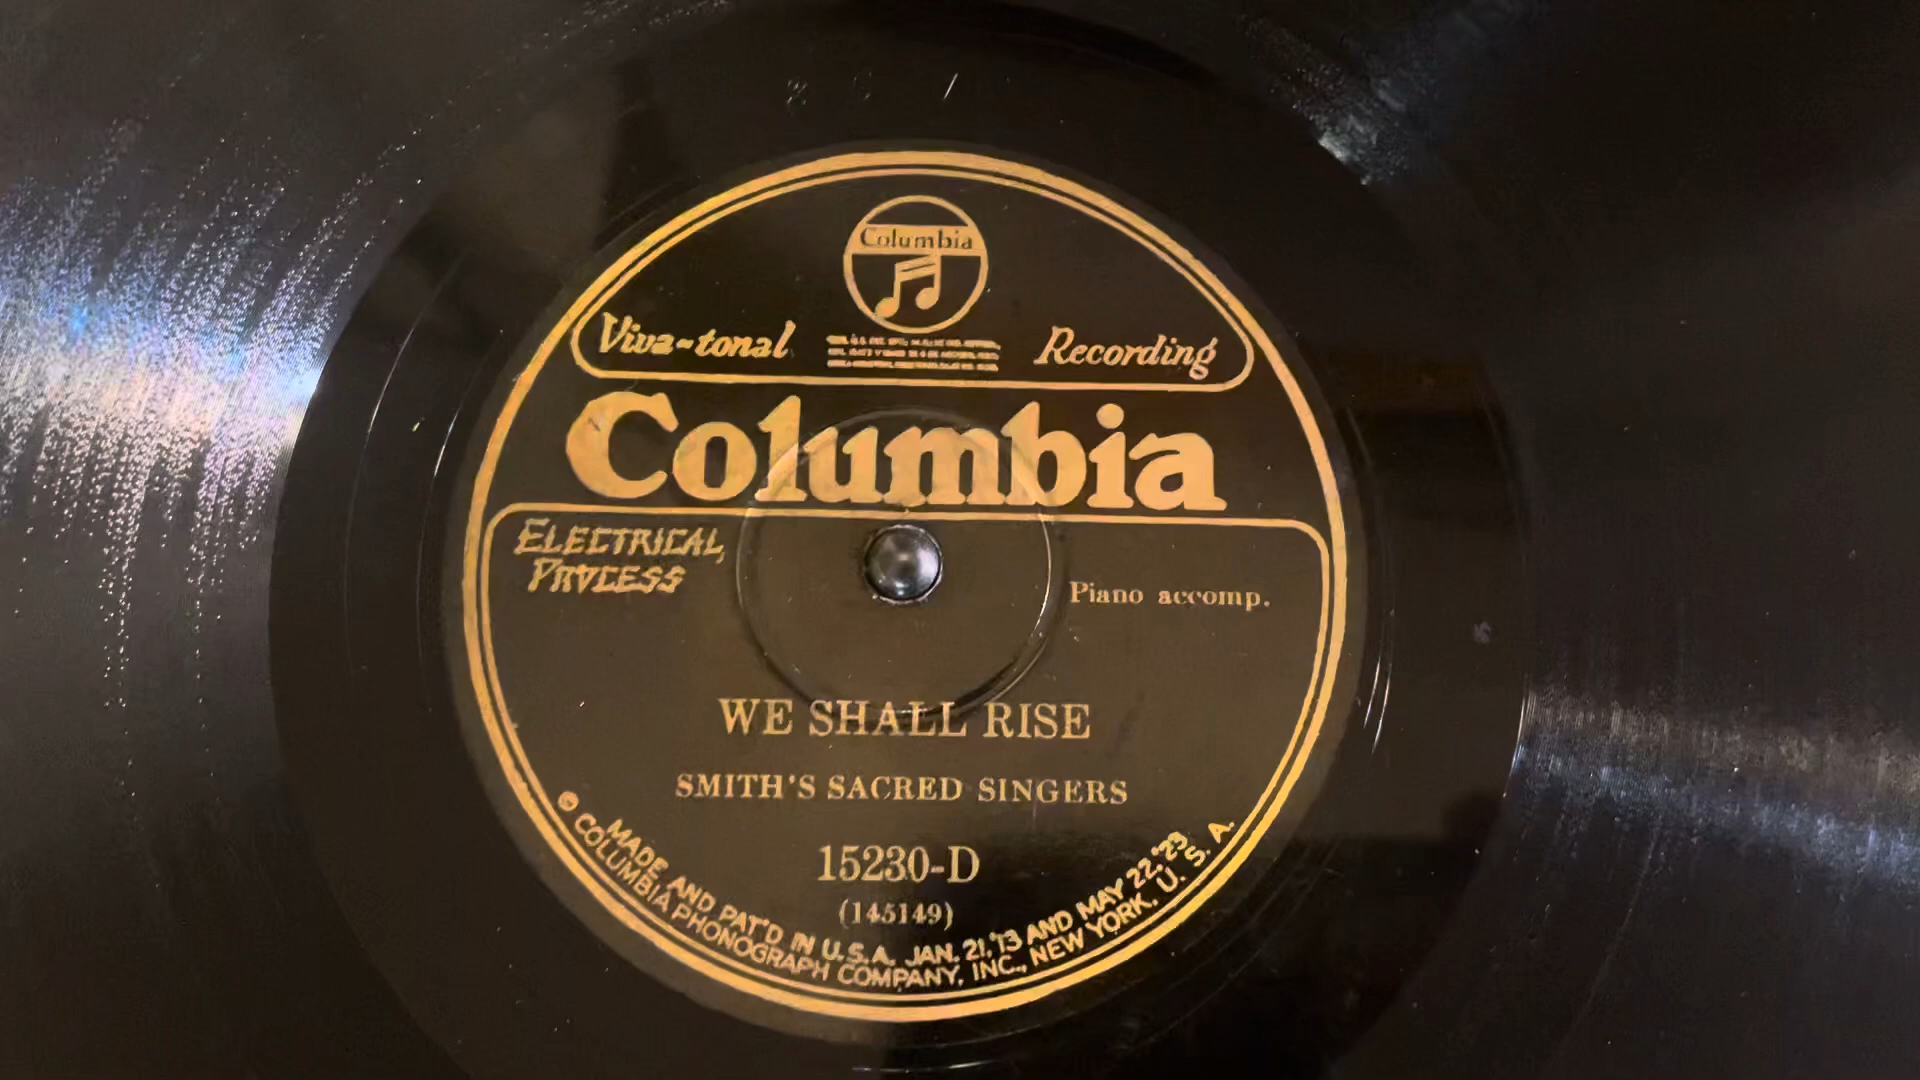 Columbia
Viva-tonal Recording
Columbia
ELECTRICAL
PROCESS
Piano accomp.
WE SHALL RISE
SMITH'S SACRED SINGERS
15230-D
(145149)
MADE AND PAT'D IN U.S.A. JAN. 21,'13 AND MAY 22,'23
COLUMBIA PHONOGRAPH COMPANY, INC., NEW YORK, U. S. A.